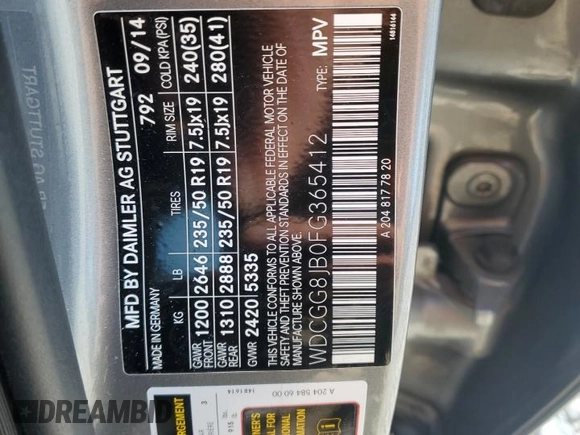 MFD BY DAIMLER AG STUTTGART
MADE IN GERMANY 792 09/14
KG LB TIRES RIM SIZE COLD KPA (PSI)
GAWR FRONT 1200 2646 235/50 R19 7.5Jx19 240(35)
GAWR REAR 1310 2888 235/50 R19 7.5Jx19 280(41)
GVWR 2420 5335
THIS VEHICLE CONFORMS TO ALL APPLICABLE FEDERAL MOTOR VEHICLE
SAFETY AND THEFT PREVENTION STANDARDS IN EFFECT ON THE DATE OF
MANUFACTURE SHOWN ABOVE.
WDCGG8JB0FG365412 TYPE: MPV
A 204 817 78 20
1481614
A 204 584 60 00
3
915 lb.
DREAMBID